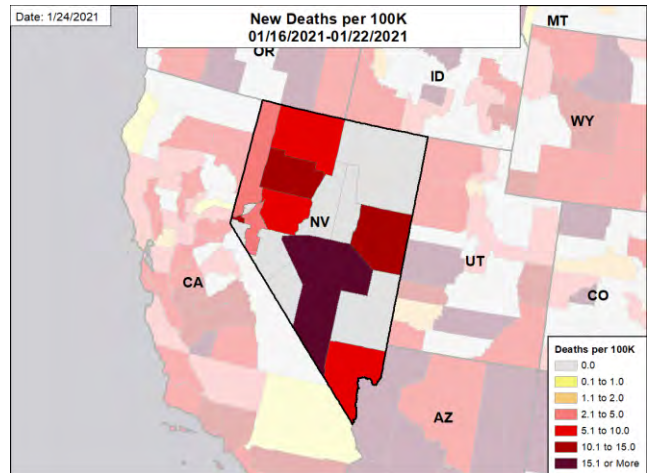 Date: 1/24/2021
New Deaths per 100K
01/16/2021-01/22/2021
MT
OR
ID
WY
NV
UT
CA
CO
AZ
Deaths per 100K
0.0
0.1 to 1.0
1.1 to 2.0
2.1 to 5.0
5.1 to 10.0
10.1 to 15.0
15.1 or More